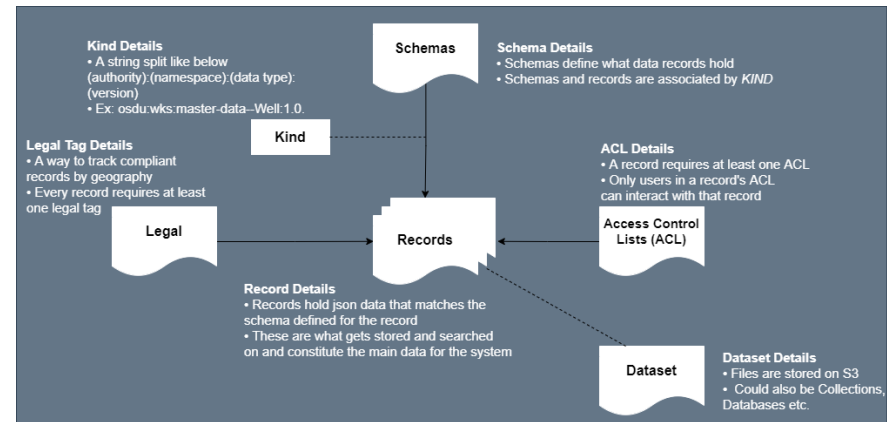 Kind Details
• A string split like below
(authority):(namespace):(data type):
(version)
• Ex: osdu:wks:master-data--Well:1.0.
Schemas
Schema Details
• Schemas define what data records hold
• Schemas and records are associated by KIND
Kind
Legal Tag Details
• A way to track compliant
records by geography
• Every record requires at least
one legal tag
ACL Details
• A record requires at least one ACL
• Only users in a record's ACL
can interact with that record
Legal
Records
Access Control
Lists (ACL)
Record Details
• Records hold json data that matches the
schema defined for the record
• These are what gets stored and searched
on and constitute the main data for the system
Dataset
Dataset Details
• Files are stored on S3
• Could also be Collections,
Databases etc.